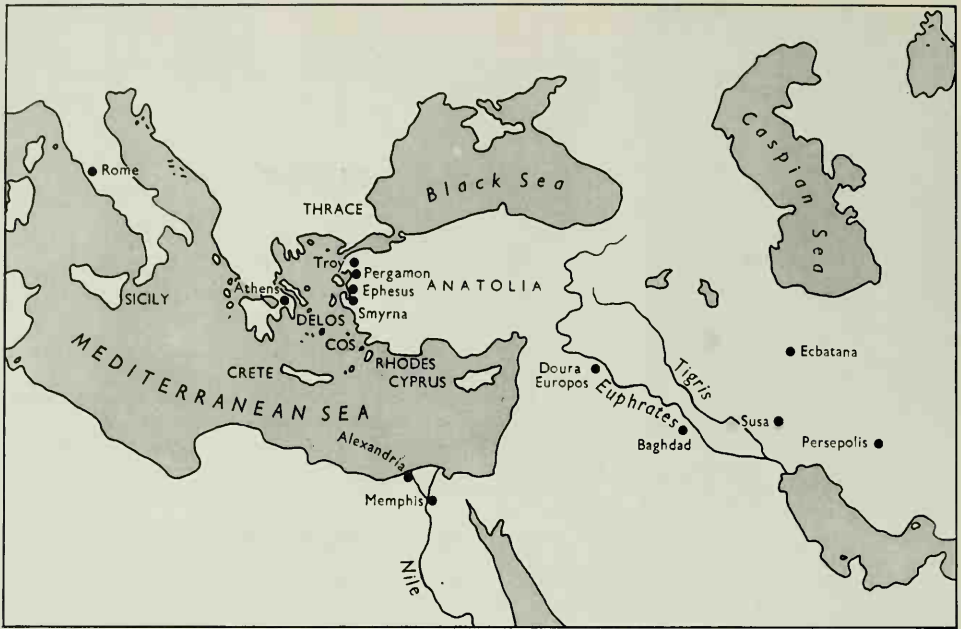 Caspian Sea
Rome
Black Sea
THRACE
Troy
Pergamon
Ephesus
ANATOLIA
Smyrna
SICILY
Athens
DELOS
COS
RHODES
CRETE
CYPRUS
MEDITERRANEAN SEA
Doura
Europos
Tigris
Euphrates
Ecbatana
Susa
Baghdad
Persepolis
Alexandria
Memphis
Nile